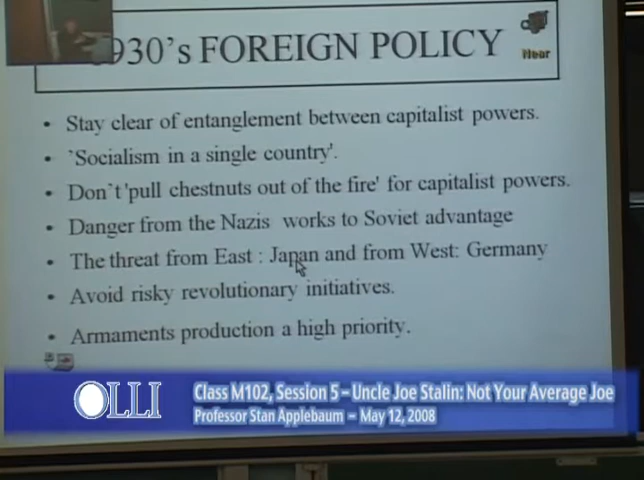 930's FOREIGN POLICY
Near
• Stay clear of entanglement between capitalist powers.
• `Socialism in a single country'.
• Don`t 'pull chestnuts out of the fire' for capitalist powers.
• Danger from the Nazis works to Soviet advantage
• The threat from East : Japan and from West: Germany
• Avoid risky revolutionary initiatives.
• Armaments production a high priority.
OLLI
Class M102, Session 5 – Uncle Joe Stalin: Not Your Average Joe
Professor Stan Applebaum – May 12, 2008